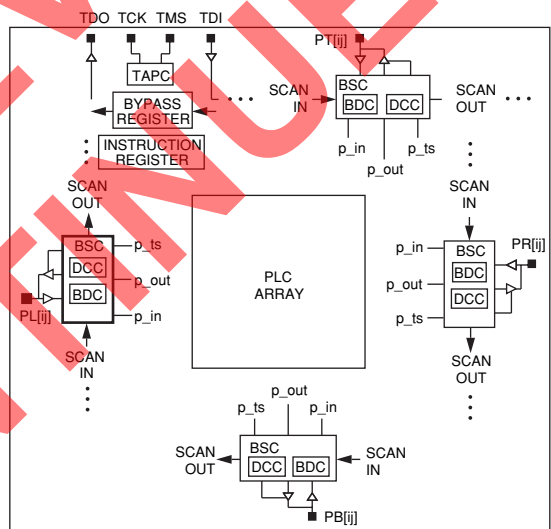 TDO TCK TMS TDI
PT[ij]
TAPC
BYPASS
REGISTER
INSTRUCTION
REGISTER
SCAN
IN
BSC
BDC DCC
SCAN
OUT
p_in
p_out
p_ts
SCAN
OUT
BSC
DCC
BDC
p_ts
p_out
p_in
PL[ij]
SCAN
IN
PLC
ARRAY
SCAN
IN
p_in
p_out
p_ts
BSC
BDC
DCC
PR[ij]
SCAN
OUT
p_ts
p_out
p_in
SCAN
OUT
BSC
DCC BDC
SCAN
IN
PB[ij]